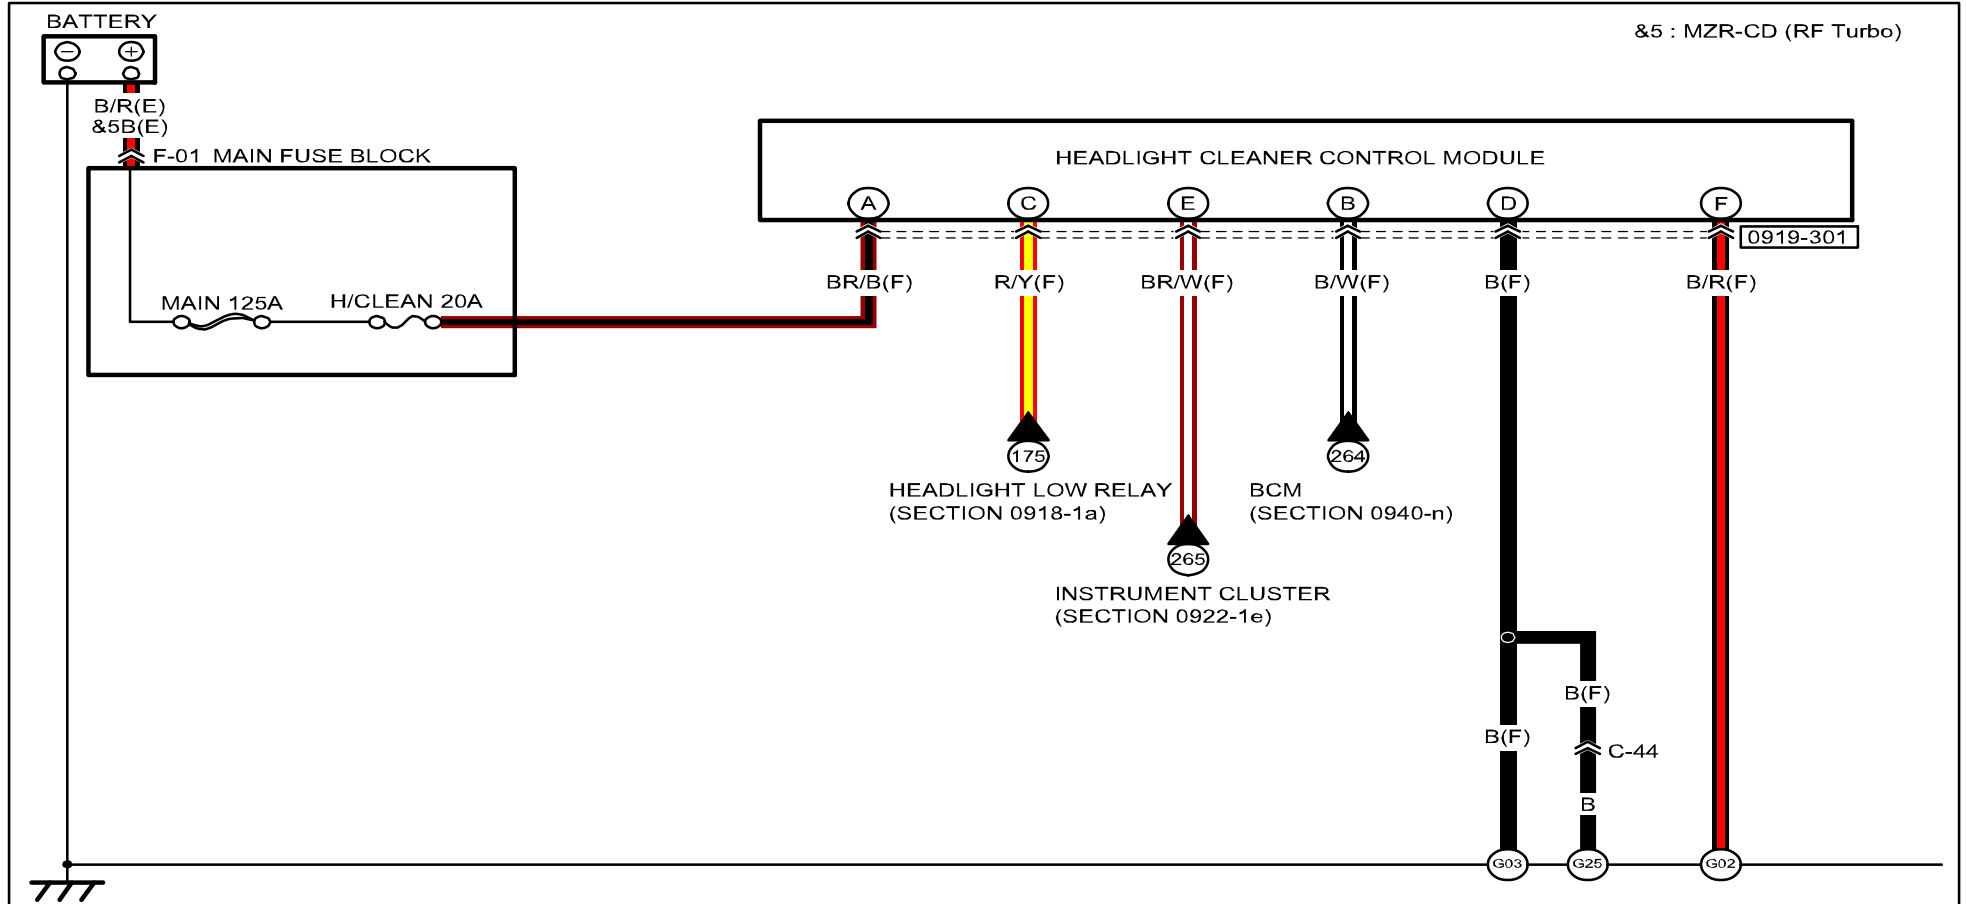 BATTERY
&5 : MZR-CD (RF Turbo)
− +
B/R(E)
&5B(E)
F-01 MAIN FUSE BLOCK
HEADLIGHT CLEANER CONTROL MODULE
A C E B D F
0919-301
BR/B(F) R/Y(F) BR/W(F) B/W(F) B(F) B/R(F)
MAIN 125A H/CLEAN 20A
175 264
HEADLIGHT LOW RELAY
(SECTION 0918-1a)
BCM
(SECTION 0940-n)
265
INSTRUMENT CLUSTER
(SECTION 0922-1e)
B(F)
B(F)
C-44
B
G03 G25 G02